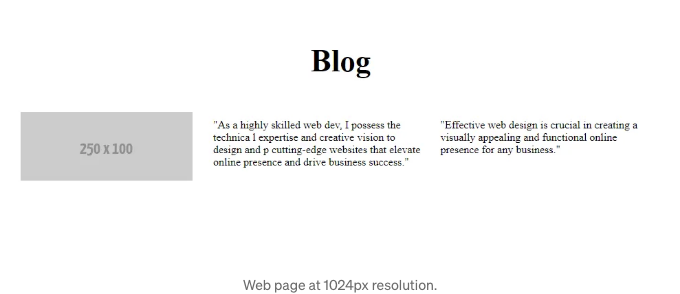 Blog
250 x 100
"As a highly skilled web dev, I possess the
technica l expertise and creative vision to
design and p cutting-edge websites that elevate
online presence and drive business success."
"Effective web design is crucial in creating a
visually appealing and functional online
presence for any business."
Web page at 1024px resolution.